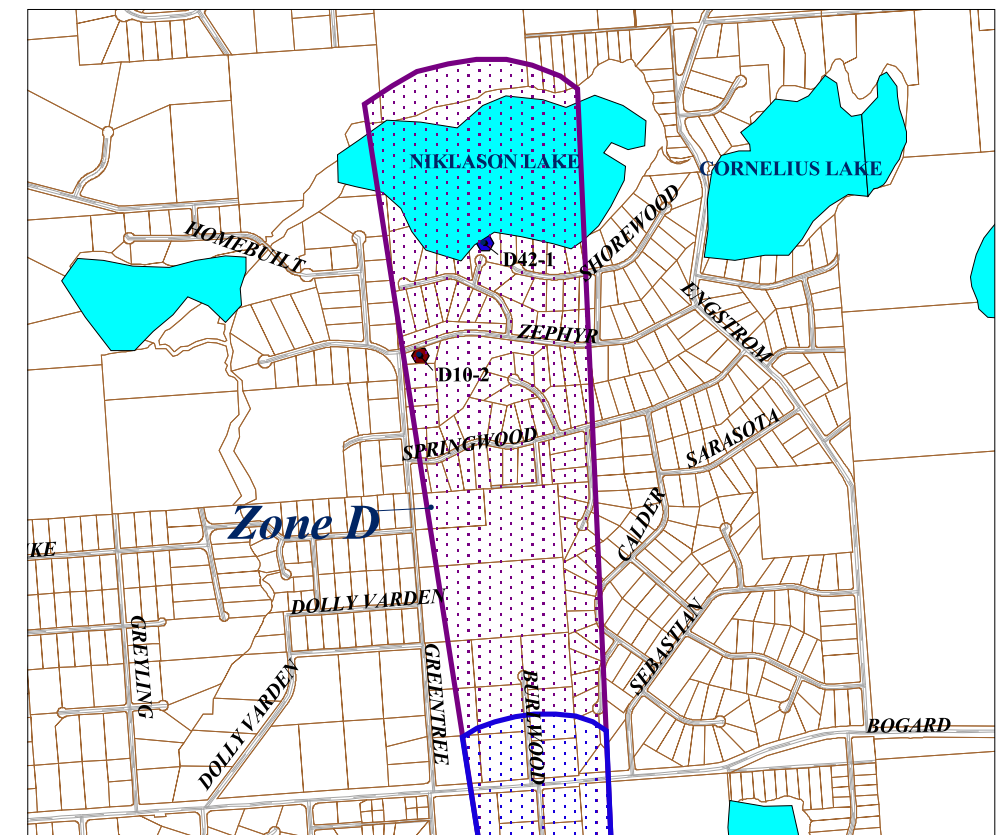 NIKLASON LAKE
CORNELIUS LAKE
HOMEBUILT
SHOREWOOD
D42-1
ENGSTROM
ZEPHYR
D10-2
SPRINGWOOD
SARASOTA
Zone D
CALDER
KE
DOLLY VARDEN
GREYLING
SEBASTIAN
GREENTREE
BURLWOOD
DOLLY VARDEN
BOGARD